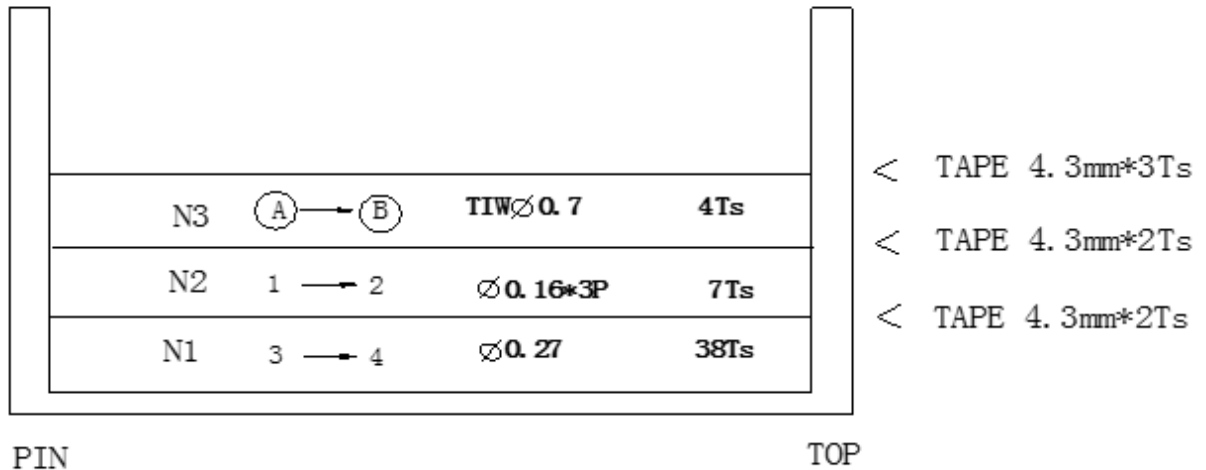 TAPE 4.3mm*3Ts
N3 A B TIW∅0.7 4Ts
TAPE 4.3mm*2Ts
N2 1 2 ∅0.16*3P 7Ts
TAPE 4.3mm*2Ts
N1 3 4 ∅0.27 38Ts
PIN TOP